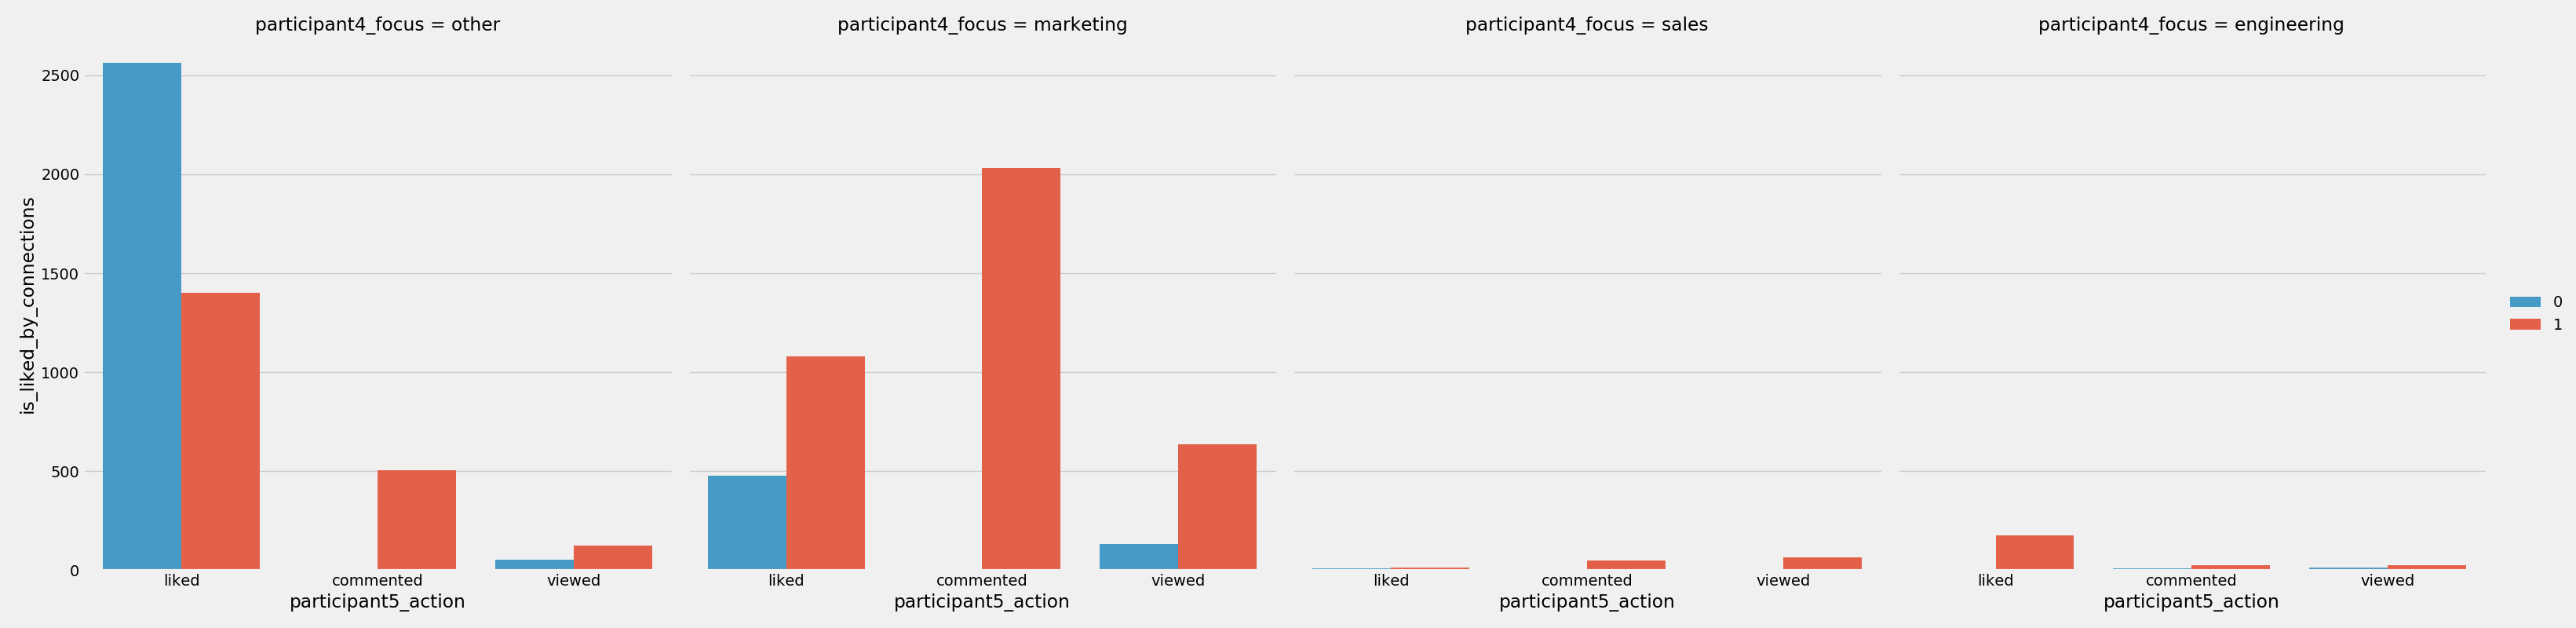 participant4_focus = other
participant4_focus = marketing
participant4_focus = sales
participant4_focus = engineering
is_liked_by_connections
2500
2000
1500
1000
500
0
liked commented viewed
participant5_action
liked commented viewed
participant5_action
liked commented viewed
participant5_action
liked commented viewed
participant5_action
0
1